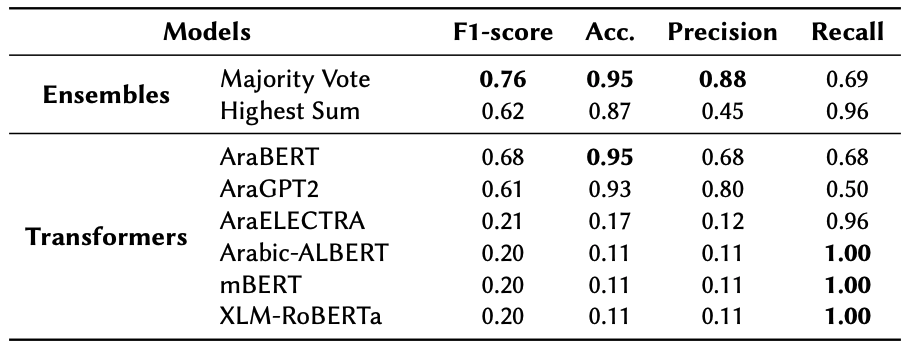 Models F1-score Acc. Precision Recall
Ensembles Majority Vote 0.76 0.95 0.88 0.69
Highest Sum 0.62 0.87 0.45 0.96
Transformers AraBERT 0.68 0.95 0.68 0.68
AraGPT2 0.61 0.93 0.80 0.50
AraELECTRA 0.21 0.17 0.12 0.96
Arabic-ALBERT 0.20 0.11 0.11 1.00
mBERT 0.20 0.11 0.11 1.00
XLM-RoBERTa 0.20 0.11 0.11 1.00